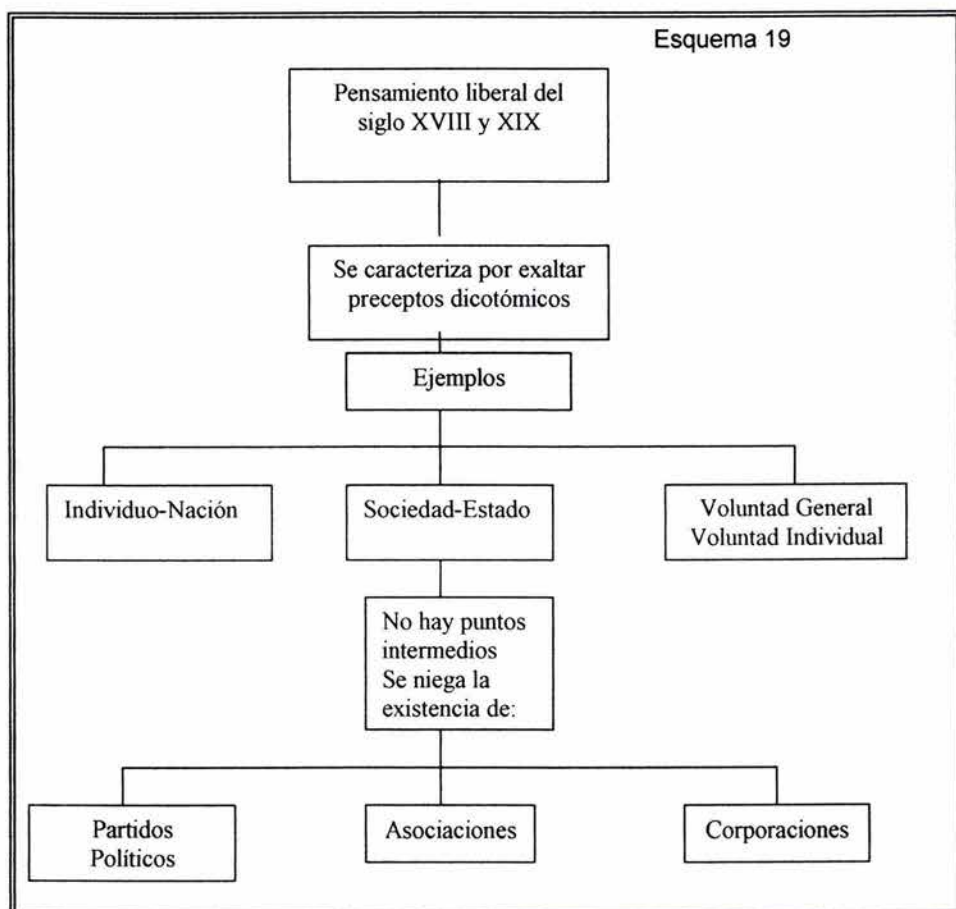 Esquema 19
Pensamiento liberal del
siglo XVIII y XIX
Se caracteriza por exaltar
preceptos dicotómicos
Ejemplos
Individuo-Nación
Sociedad-Estado
Voluntad General
Voluntad Individual
No hay puntos
intermedios
Se niega la
existencia de:
Partidos
Políticos
Asociaciones
Corporaciones